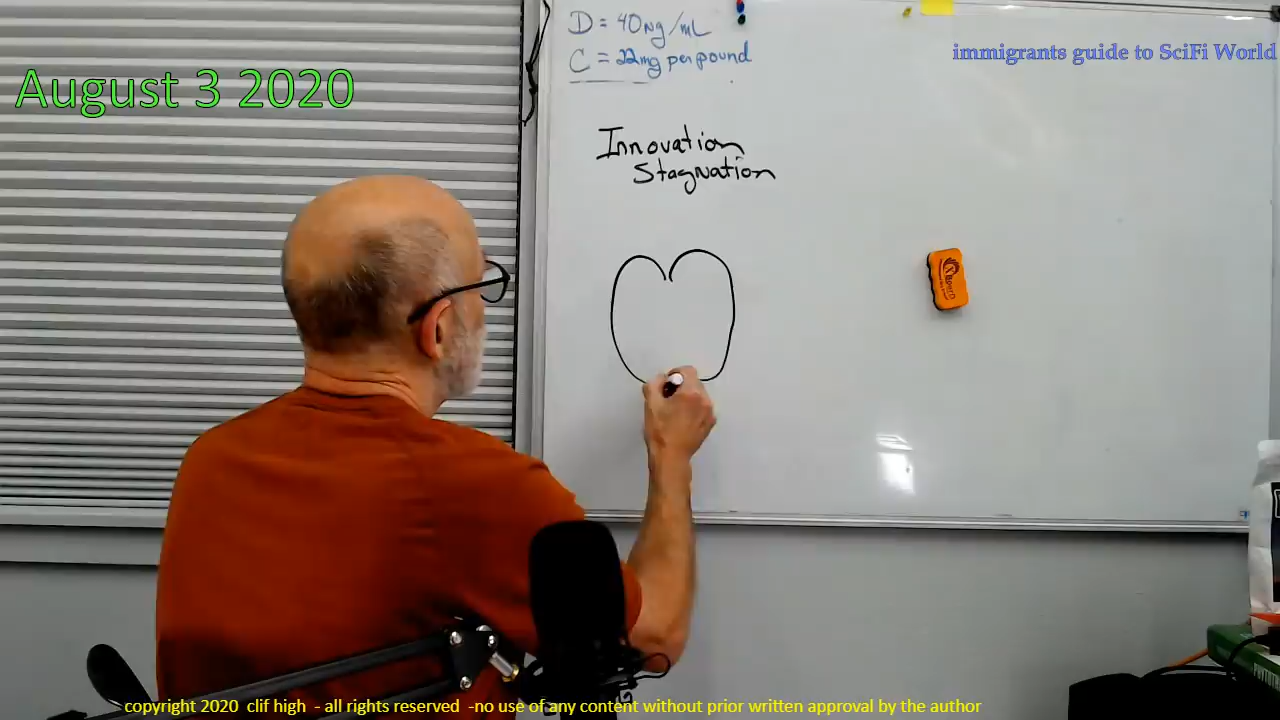 D = 40ng/mL
C = 22mg per pound
immigrants guide to SciFi World
August 3 2020
Innovation
Stagnation
copyright 2020 clif high - all rights reserved -no use of any content without prior written approval by the author